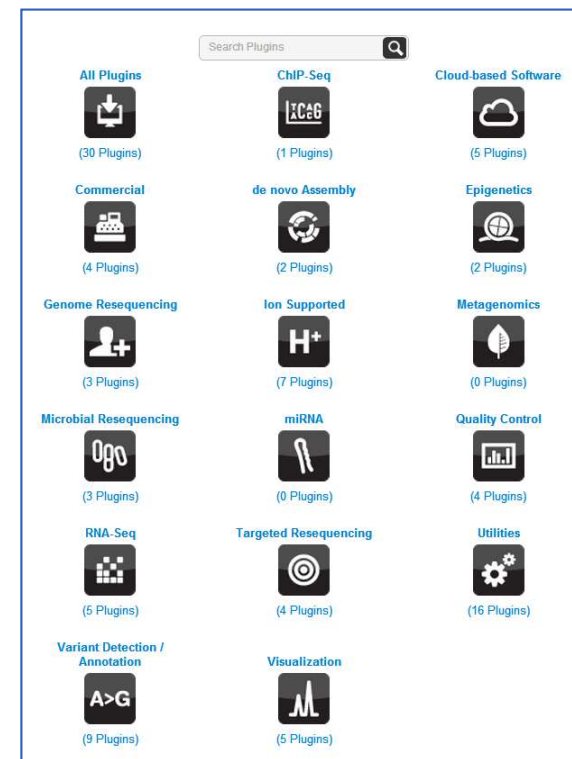 Search Plugins
All Plugins ChIP-Seq Cloud-based Software
(30 Plugins) (1 Plugins) (5 Plugins)
Commercial de novo Assembly Epigenetics
(4 Plugins) (2 Plugins) (2 Plugins)
Genome Resequencing Ion Supported Metagenomics
H+
(3 Plugins) (7 Plugins) (0 Plugins)
Microbial Resequencing miRNA Quality Control
(3 Plugins) (0 Plugins) (4 Plugins)
RNA-Seq Targeted Resequencing Utilities
(5 Plugins) (4 Plugins) (16 Plugins)
Variant Detection /
Annotation Visualization
A>G
(9 Plugins) (5 Plugins)